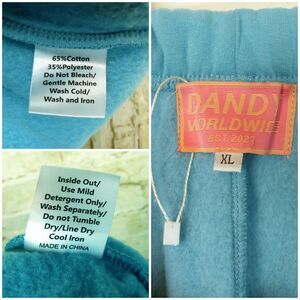 65%Cotton
35%Polyester
Do Not Bleach/
Gentle Machine
Wash Cold/
Wash and Iron
DANDY
WORLDWIDE
EST. 2021
XL
Inside Out/
Use Mild
Detergent Only/
Wash Separately/
Do not Tumble
Dry/Line Dry
Cool Iron
MADE IN CHINA